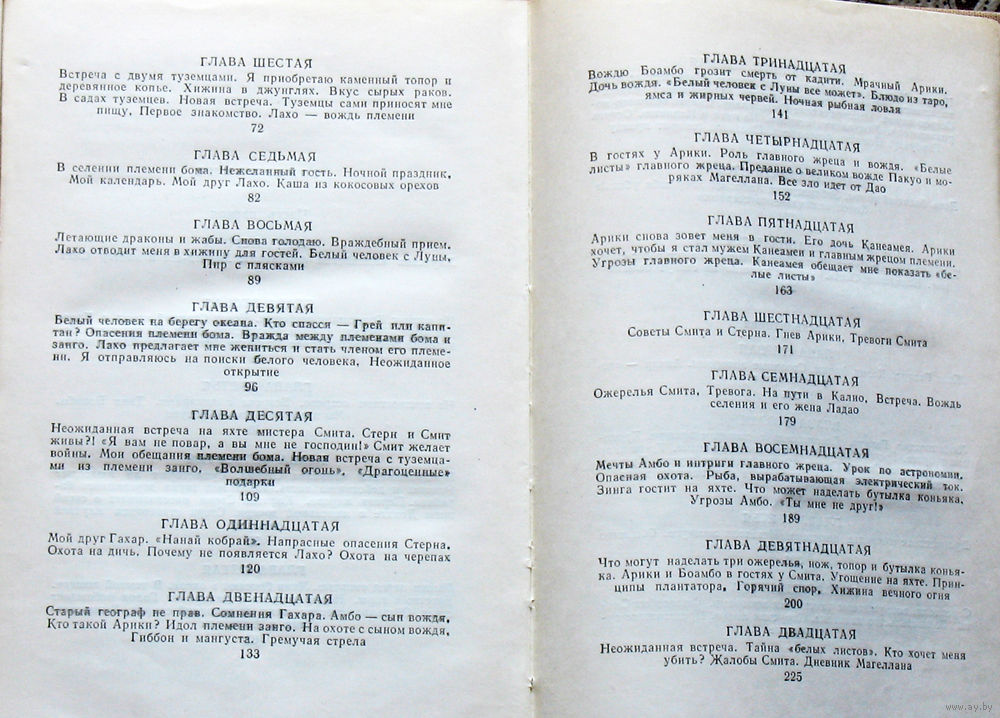 ГЛАВА ШЕСТАЯ
Встреча с двумя туземцами. Я приобретаю каменный топор и
деревянное копье. Хижина в джунглях. Вкус сырых раков.
В садах туземцев. Новая встреча. Туземцы сами приносят мне
пищу. Первое знакомство. Лахо — вождь племени
72
ГЛАВА СЕДЬМАЯ
В селении племени бома. Нежеланный гость. Ночной праздник.
Мой календарь. Мой друг Лахо. Каша из кокосовых орехов
82
ГЛАВА ВОСЬМАЯ
Летающие драконы и жабы. Снова голодаю. Враждебный прием.
Лахо отводит меня в хижину для гостей. Белый человек с Луны.
Пир с плясками
89
ГЛАВА ДЕВЯТАЯ
Белый человек на берегу океана. Кто спасся — Грей или капи-
тан? Опасения племени бома. Вражда между племенами бома и
занго. Лахо предлагает мне жениться и стать членом его племе-
ни. Я отправляюсь на поиски белого человека. Неожиданное
открытие
96
ГЛАВА ДЕСЯТАЯ
Неожиданная встреча на яхте мистера Смита. Стерн и Смит
живы?! «Я вам не повар, а вы мне не господин!» Смит желает
войны. Мои обещания племени бома. Новая встреча с туземца-
ми из племени занго. «Волшебный огонь». «Драгоценные»
подарки
109
ГЛАВА ОДИННАДЦАТАЯ
Мой друг Гахар. «Нанай кобрай». Напрасные опасения Стерна.
Охота на дичь. Почему не появляется Лахо? Охота на черепах
120
ГЛАВА ДВЕНАДЦАТАЯ
Старый географ не прав. Сомнения Гахара. Амбо — сын вождя.
Кто такой Арики? Идол племени занго. На охоте с сыном вождя.
Гиббон и мангуста. Гремучая стрела
133
ГЛАВА ТРИНАДЦАТАЯ
Вождю Боамбо грозит смерть от кадити. Мрачный Арики.
Дочь вождя. «Белый человек с Луны все может». Блюдо из таро,
ямса и жирных червей. Ночная рыбная ловля
141
ГЛАВА ЧЕТЫРНАДЦАТАЯ
В гостях у Арики. Роль главного жреца и вождя. «Белые
листы» главного жреца. Предание о великом вожде Пакуо и мо-
ряках Магеллана. Все зло идет от Дао
152
ГЛАВА ПЯТНАДЦАТАЯ
Арики снова зовет меня в гости. Его дочь Канеамея. Арики
хочет, чтобы я стал мужем Канеамеи и главным жрецом племени.
Угрозы главного жреца. Канеамея обещает мне показать «бе-
лые листы»
163
ГЛАВА ШЕСТНАДЦАТАЯ
Советы Смита и Стерна. Гнев Арики. Тревоги Смита
171
ГЛАВА СЕМНАДЦАТАЯ
Ожерелья Смита. Тревога. На пути в Калио. Встреча. Вождь
селения и его жена Ладао
179
ГЛАВА ВОСЕМНАДЦАТАЯ
Мечты Амбо и интриги главного жреца. Урок по астрономии.
Опасная охота. Рыба, вырабатывающая электрический ток.
Зинга гостит на яхте. Что может наделать бутылка коньяка.
Угрозы Амбо. «Ты мне не друг!»
189
ГЛАВА ДЕВЯТНАДЦАТАЯ
Что могут наделать три ожерелья, нож, топор и бутылка конья-
ка. Арики и Боамбо в гостях у Смита. Угощение на яхте. Прин-
ципы плантатора. Горячий спор. Хижина вечного огня
200
ГЛАВА ДВАДЦАТАЯ
Неожиданная встреча. Тайна «белых листов». Кто хочет меня
убить? Жалобы Смита. Дневник Магеллана
225
www.ay.by